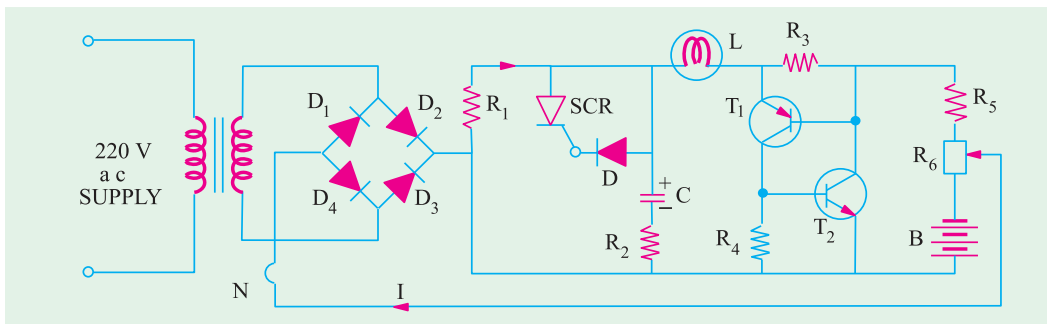 220 V
a c
SUPPLY
D1
D2
D4
D3
N
I
R1
SCR
D
+
−
C
R2
L
T1
R3
R4
T2
R5
R6
B